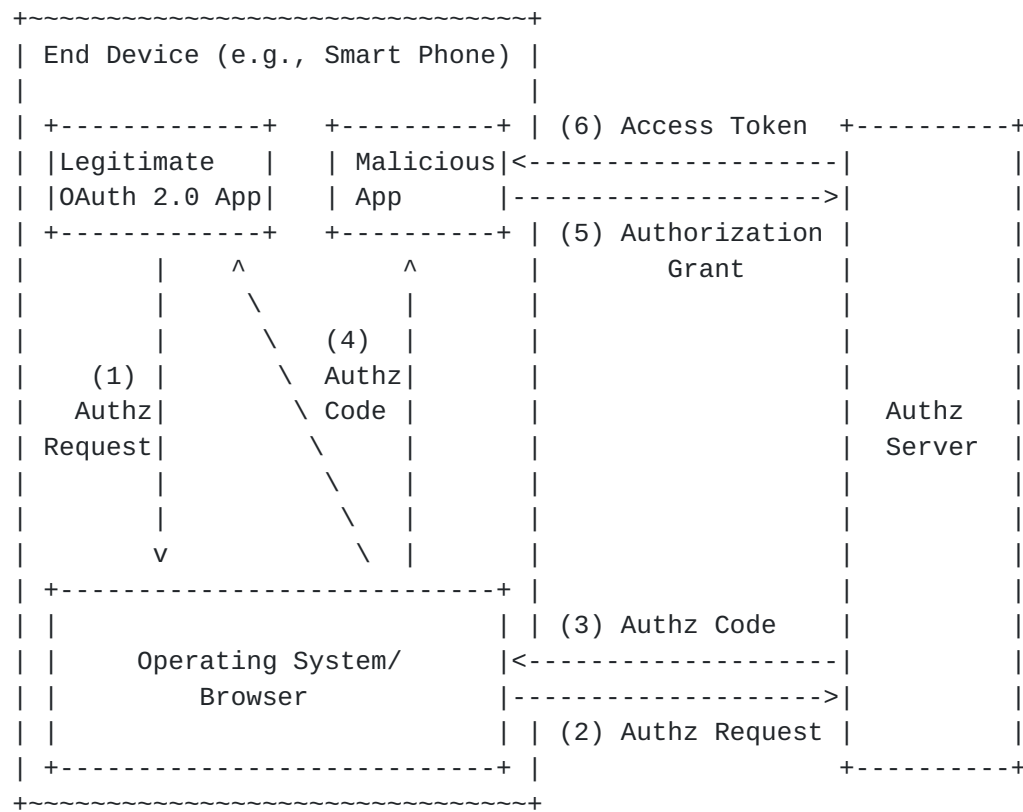 +~~~~~~~~~~~~~~~~~~~~~~~~~~~~~~~~+
| End Device (e.g., Smart Phone) |
|                                |
| +-------------+   +----------+ | (6) Access Token  +----------+
| |Legitimate   |   | Malicious|<--------------------|          |
| |OAuth 2.0 App|   | App      |-------------------->|          |
| +-------------+   +----------+ | (5) Authorization |          |
|        |    ^          ^       |        Grant      |          |
|        |     \         |       |                   |          |
|        |      \   (4)  |       |                   |          |
|    (1) |       \  Authz|       |                   |          |
|   Authz|        \ Code |       |                   |  Authz   |
| Request|         \     |       |                   |  Server  |
|        |          \    |       |                   |          |
|        |           \   |       |                   |          |
|        v            \  |       |                   |          |
| +----------------------------+ |                   |          |
| |                            | | (3) Authz Code    |          |
| |     Operating System/      |<--------------------|          |
| |         Browser            |-------------------->|          |
| |                            | | (2) Authz Request |          |
| +----------------------------+ |                   +----------+
+~~~~~~~~~~~~~~~~~~~~~~~~~~~~~~~~+